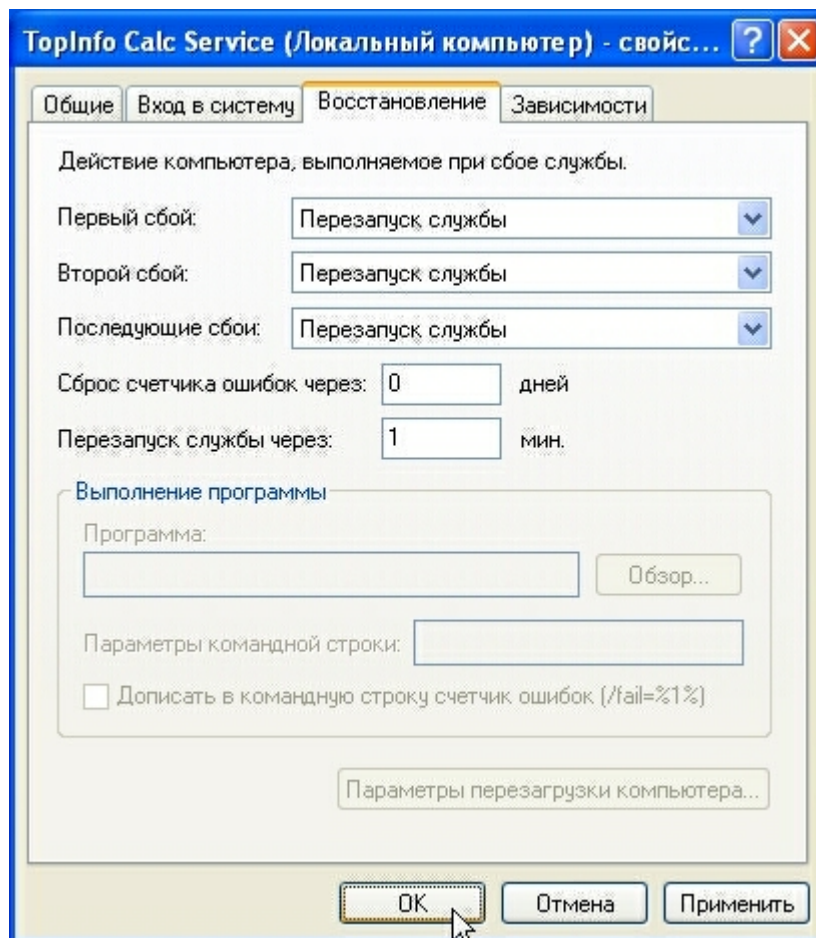 TopInfo Calc Service (Локальный компьютер) - свойс...
Общие Вход в систему Восстановление Зависимости
Действие компьютера, выполняемое при сбое службы.
Первый сбой: Перезапуск службы
Второй сбой: Перезапуск службы
Последующие сбои: Перезапуск службы
Сброс счетчика ошибок через: 0 дней
Перезапуск службы через: 1 мин.
Выполнение программы
Программа:
Обзор...
Параметры командной строки:
Дописать в командную строку счетчик ошибок (/fail=%1%)
Параметры перезагрузки компьютера...
ОК Отмена Применить